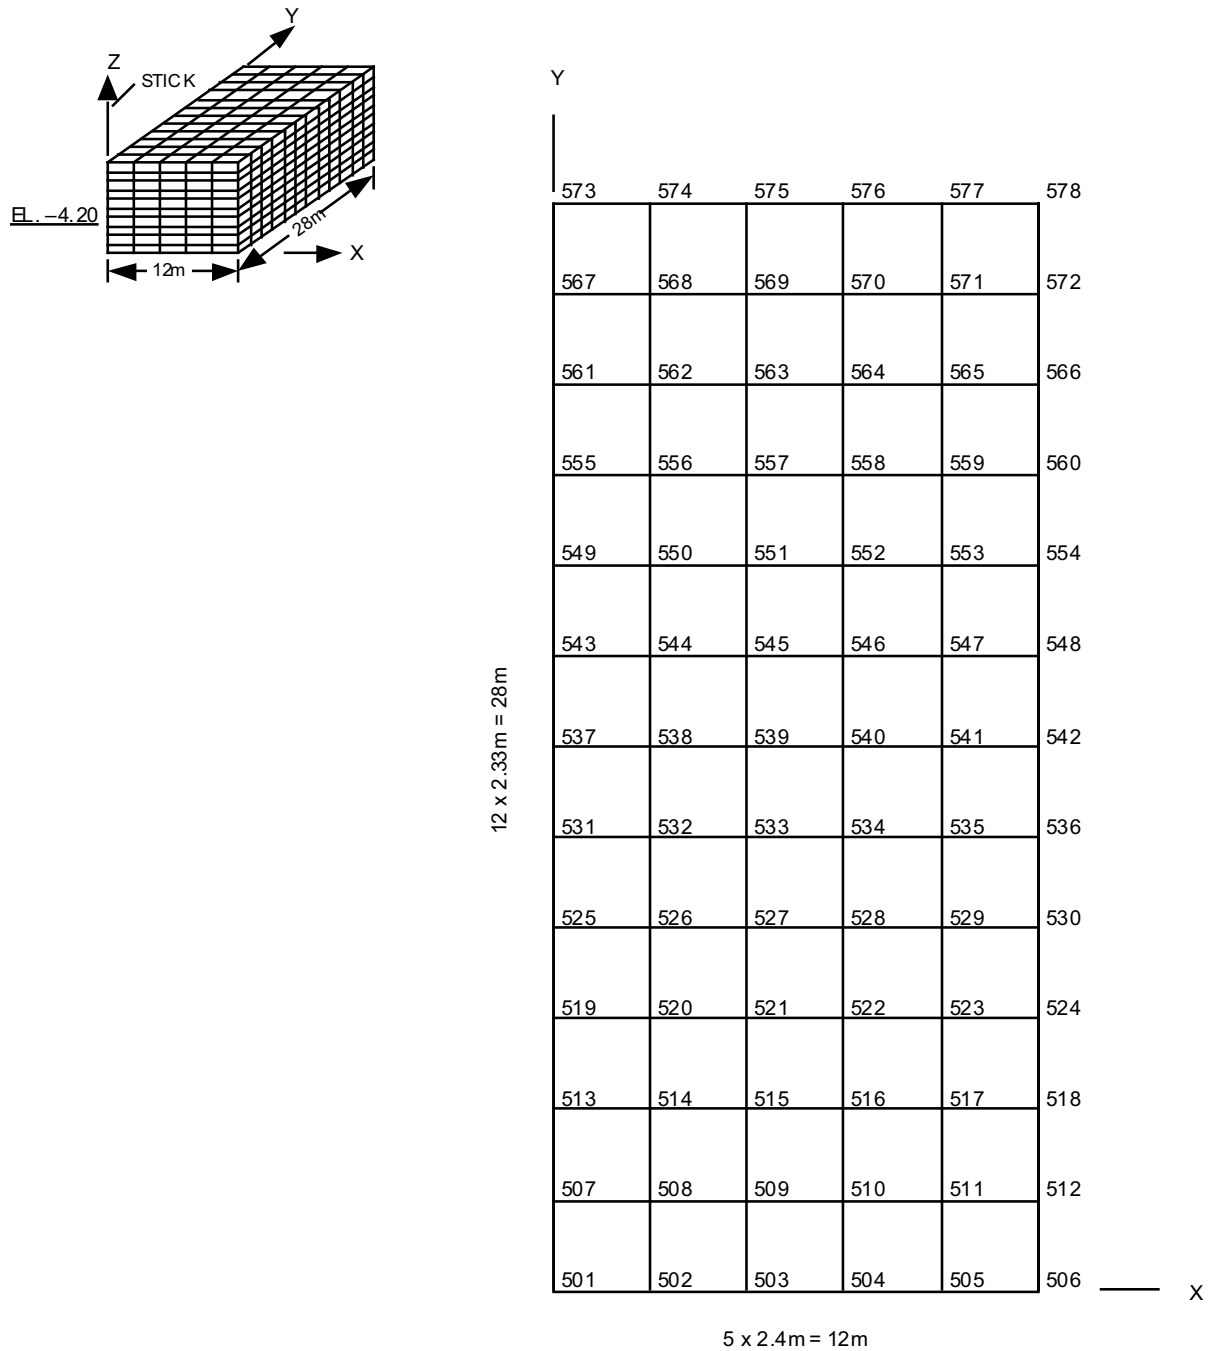 Y
Z
STICK
EL. –4.20
28m
X
12m
Y
573 574 575 576 577 578
567 568 569 570 571 572
561 562 563 564 565 566
555 556 557 558 559 560
549 550 551 552 553 554
543 544 545 546 547 548
12 x 2.33m = 28m
537 538 539 540 541 542
531 532 533 534 535 536
525 526 527 528 529 530
519 520 521 522 523 524
513 514 515 516 517 518
507 508 509 510 511 512
501 502 503 504 505 506
X
5 x 2.4m = 12m